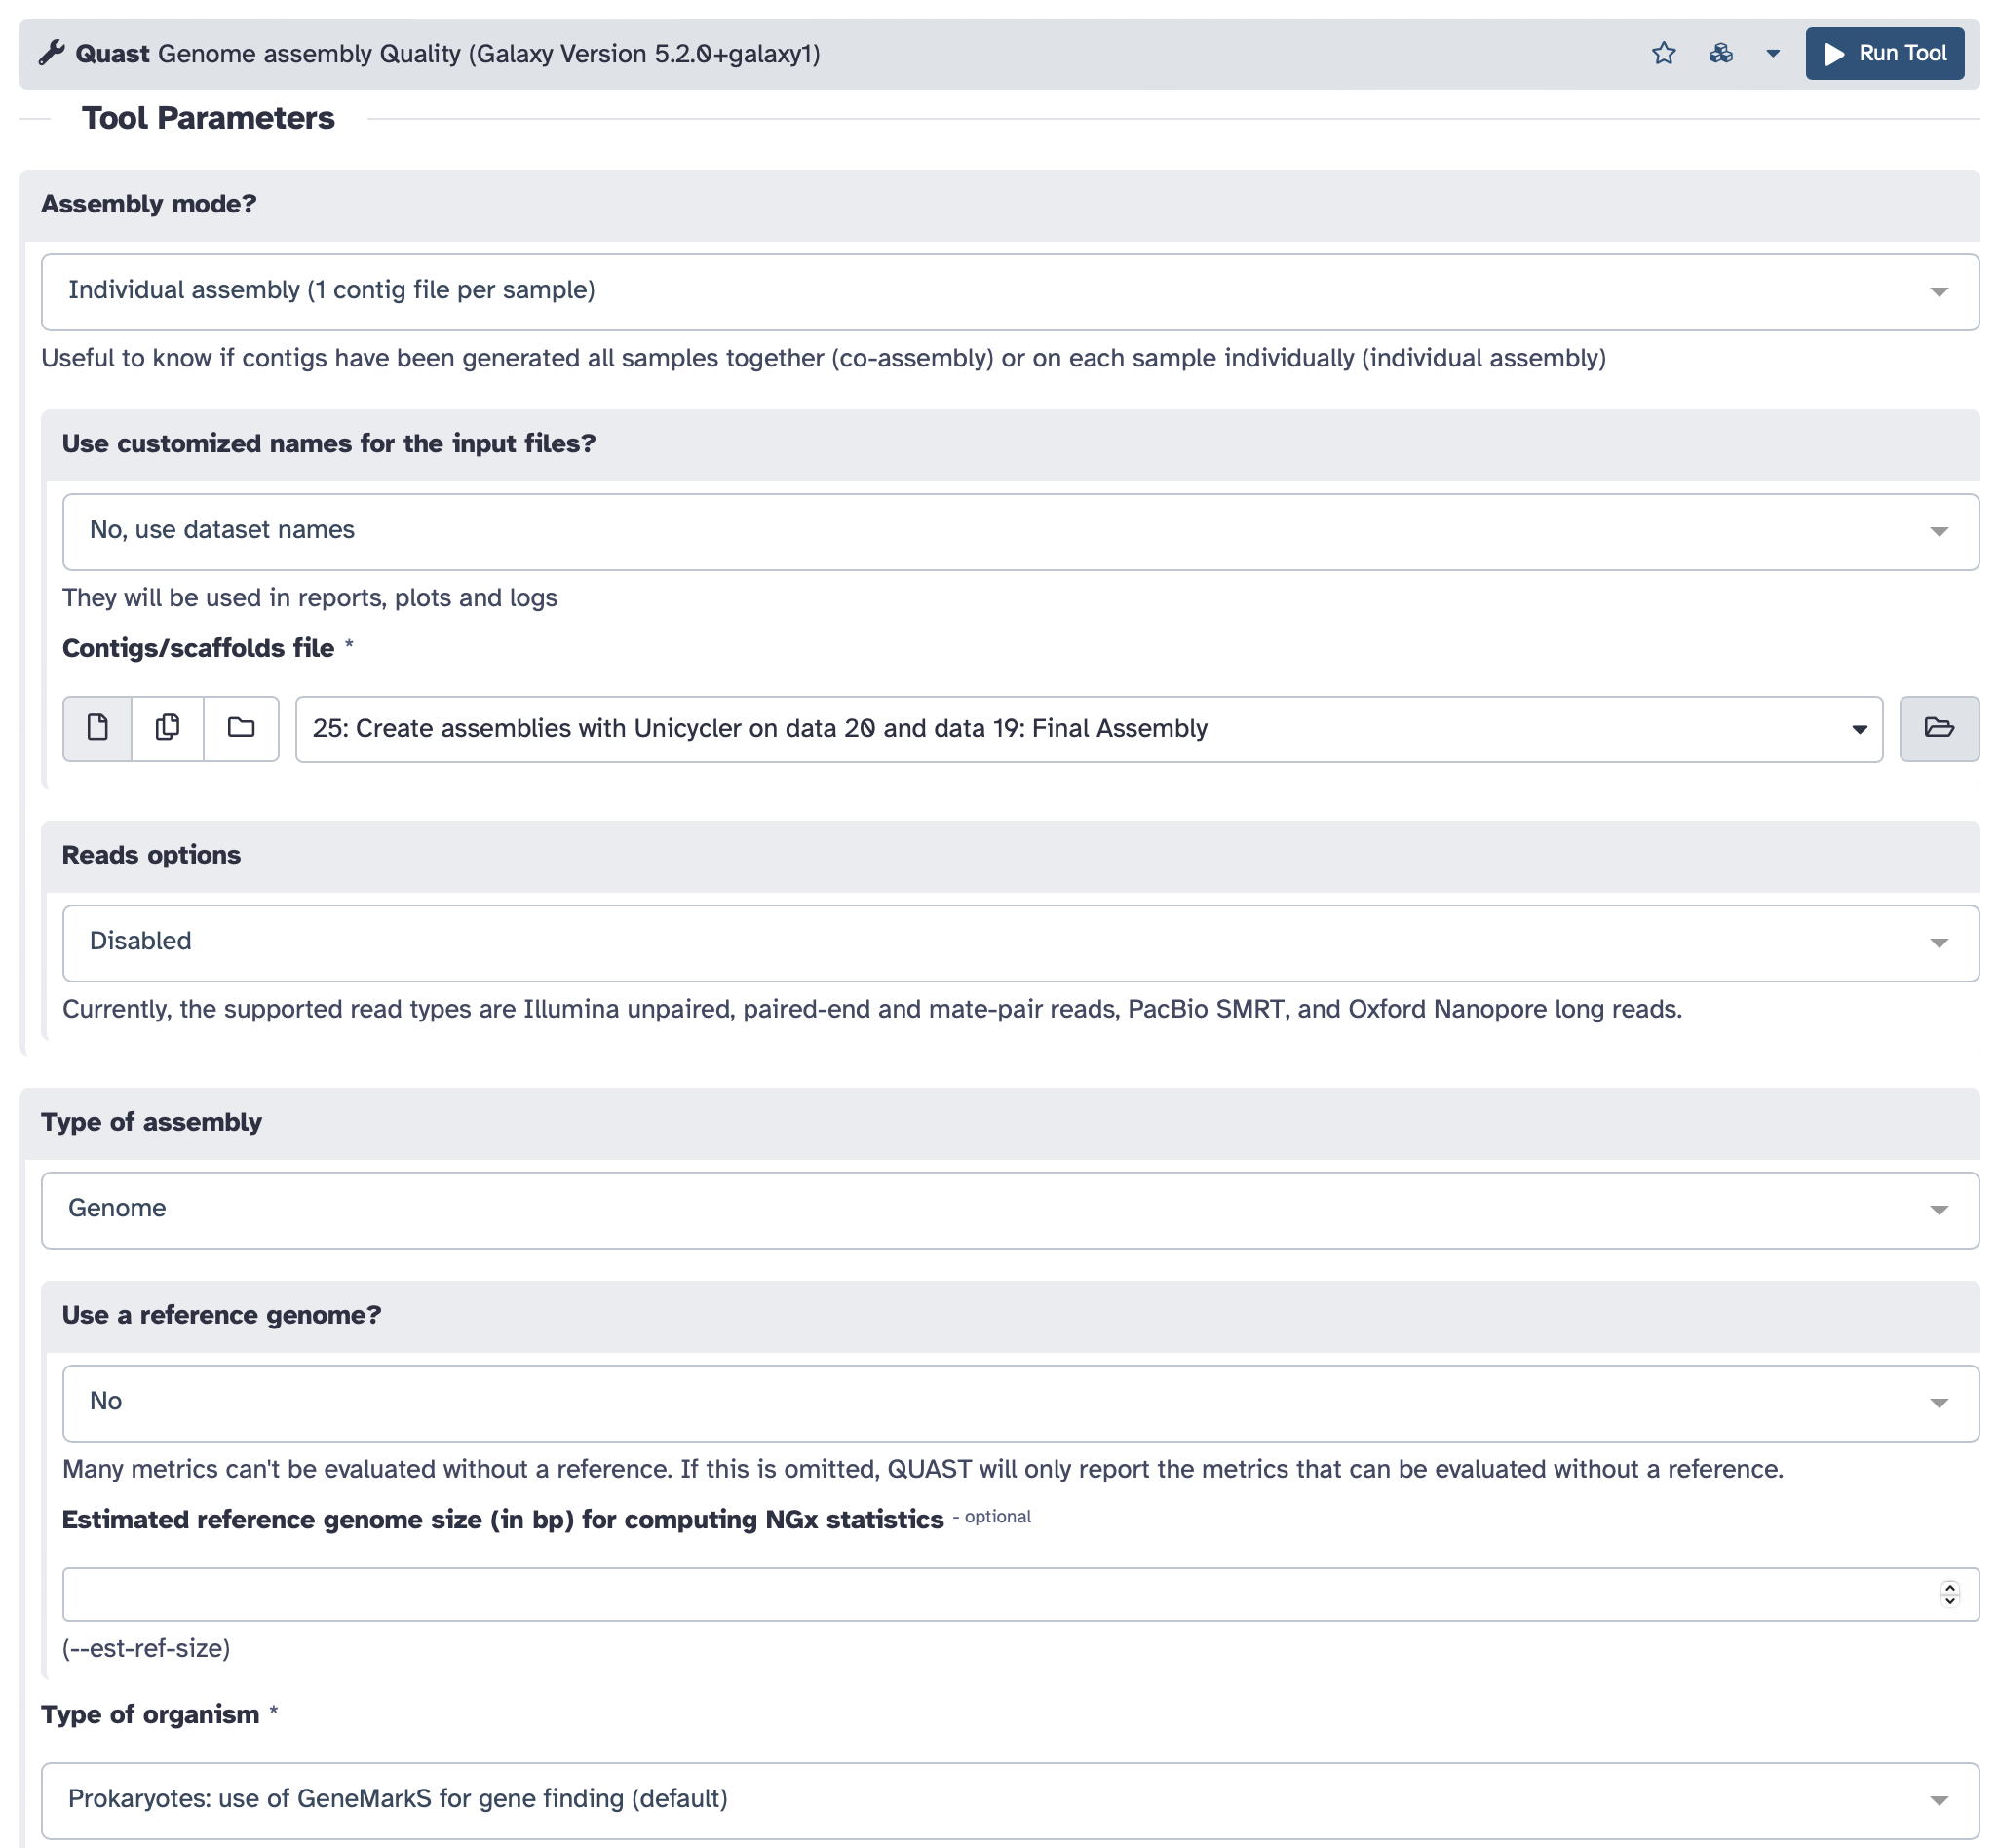 Quast Genome assembly Quality (Galaxy Version 5.2.0+galaxy1)
Run Tool
Tool Parameters
Assembly mode?
Individual assembly (1 contig file per sample)
Useful to know if contigs have been generated all samples together (co-assembly) or on each sample individually (individual assembly)
Use customized names for the input files?
No, use dataset names
They will be used in reports, plots and logs
Contigs/scaffolds file *
25: Create assemblies with Unicycler on data 20 and data 19: Final Assembly
Reads options
Disabled
Currently, the supported read types are Illumina unpaired, paired-end and mate-pair reads, PacBio SMRT, and Oxford Nanopore long reads.
Type of assembly
Genome
Use a reference genome?
No
Many metrics can't be evaluated without a reference. If this is omitted, QUAST will only report the metrics that can be evaluated without a reference.
Estimated reference genome size (in bp) for computing NGx statistics - optional
(--est-ref-size)
Type of organism *
Prokaryotes: use of GeneMarkS for gene finding (default)